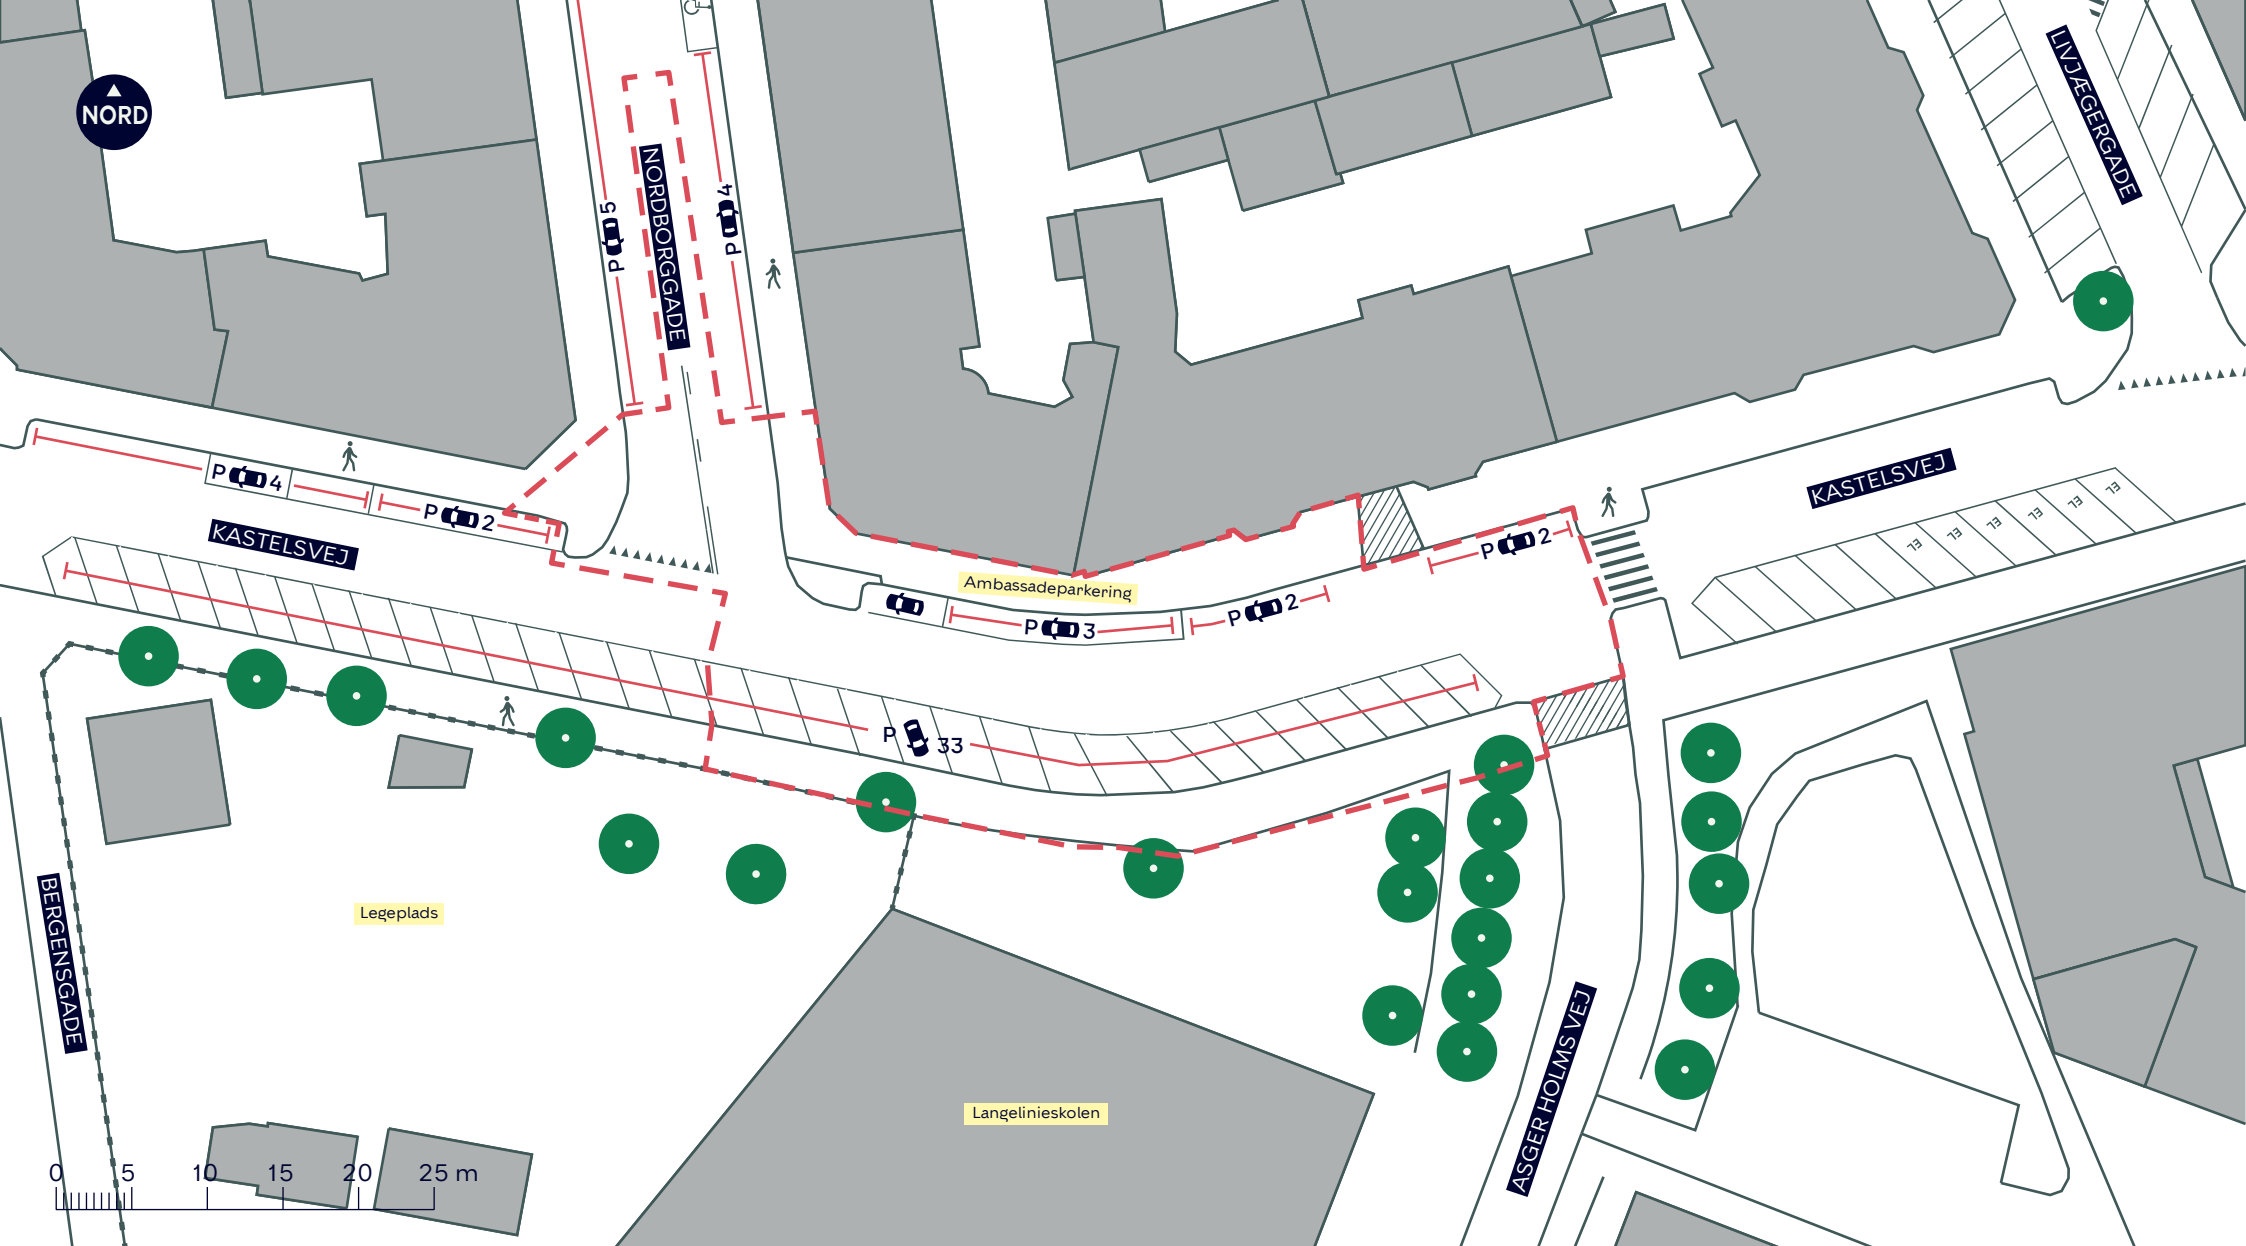 NORD
NORDBORGGADE
P 5
P 4
LIVJÆGERGADE
P 4
P 2
KASTELSVEJ
KASTELSVEJ
EL
EL
EL
EL
EL
EL
P 2
Ambassadeparkering
P 3
P 2
P 33
BERGENSGADE
Legeplads
Langelinieskolen
ASGER HOLMS VEJ
0 5 10 15 20 25 m